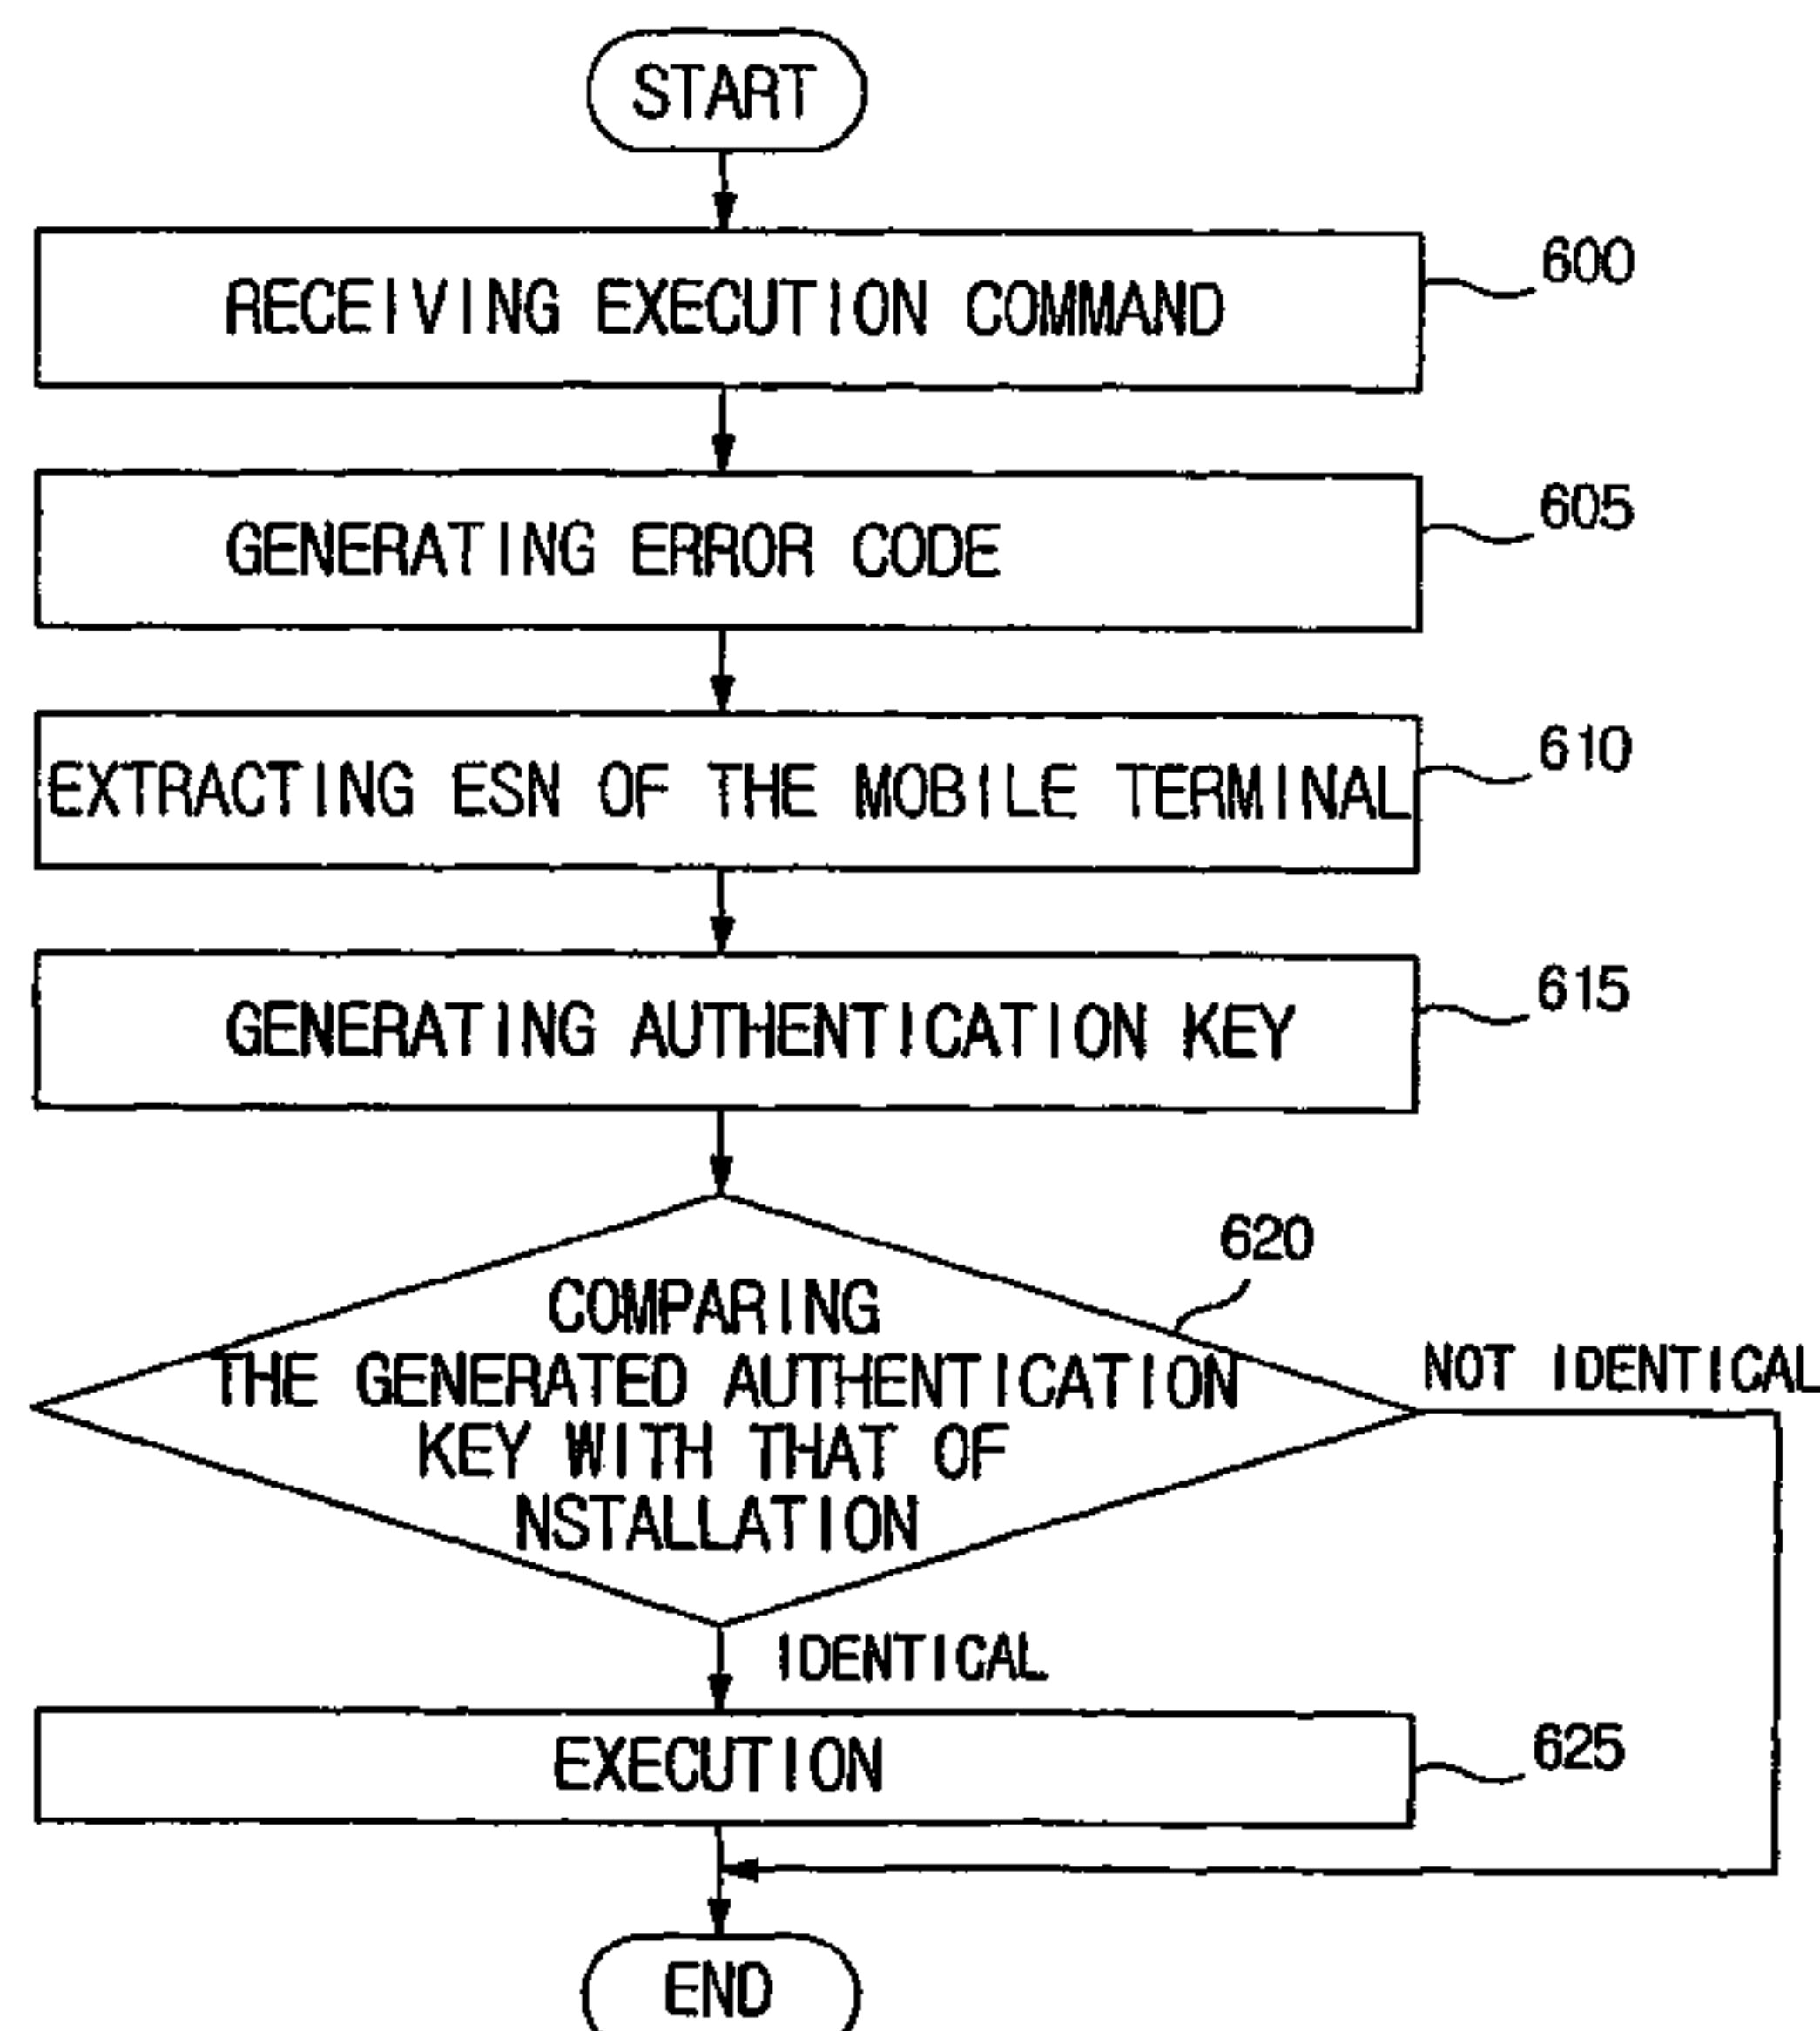 START
RECEIVING EXECUTION COMMAND
600
GENERATING ERROR CODE
605
EXTRACTING ESN OF THE MOBILE TERMINAL
610
GENERATING AUTHENTICATION KEY
615
620
COMPARING
THE GENERATED AUTHENTICATION
KEY WITH THAT OF
NSTALLATION
NOT IDENTICAL
IDENTICAL
EXECUTION
625
END